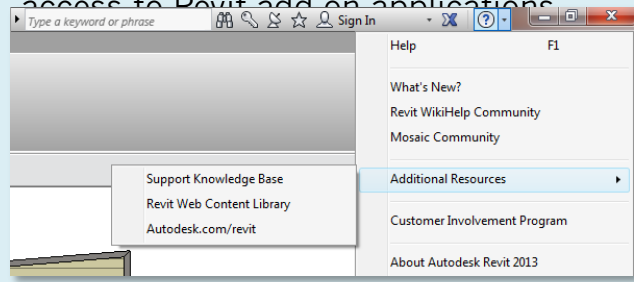 access to Revit add-on applications
Type a keyword or phrase
Sign In
?
Help F1
What's New?
Revit WikiHelp Community
Mosaic Community
Additional Resources
Support Knowledge Base
Revit Web Content Library
Autodesk.com/revit
Customer Involvement Program
About Autodesk Revit 2013